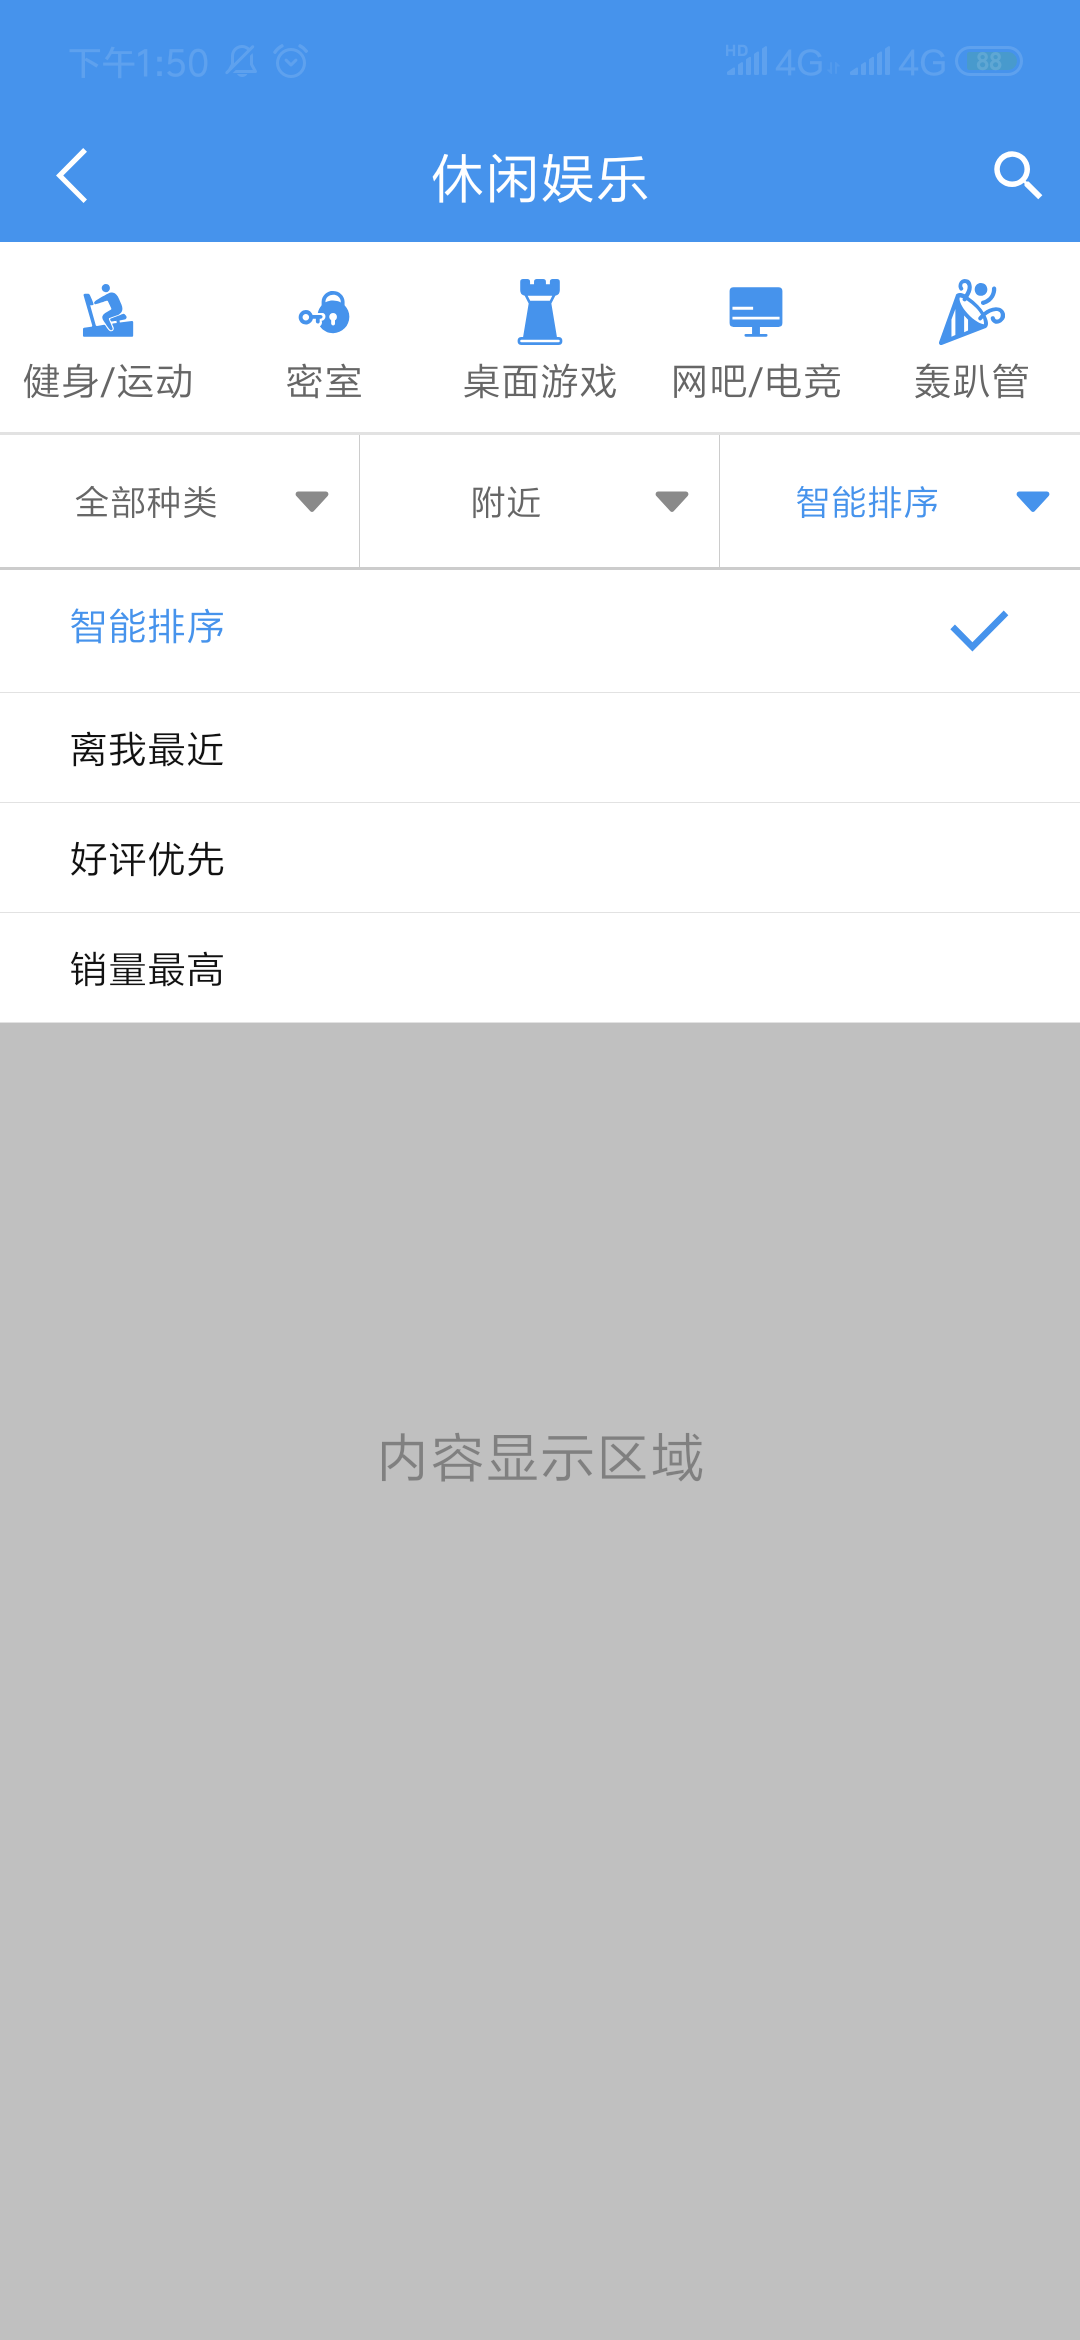 下午1:50 HD 4G 4G 88
休闲娱乐
健身/运动 密室 桌面游戏 网吧/电竞 轰趴管
全部种类 附近 智能排序
智能排序
离我最近
好评优先
销量最高
内容显示区域